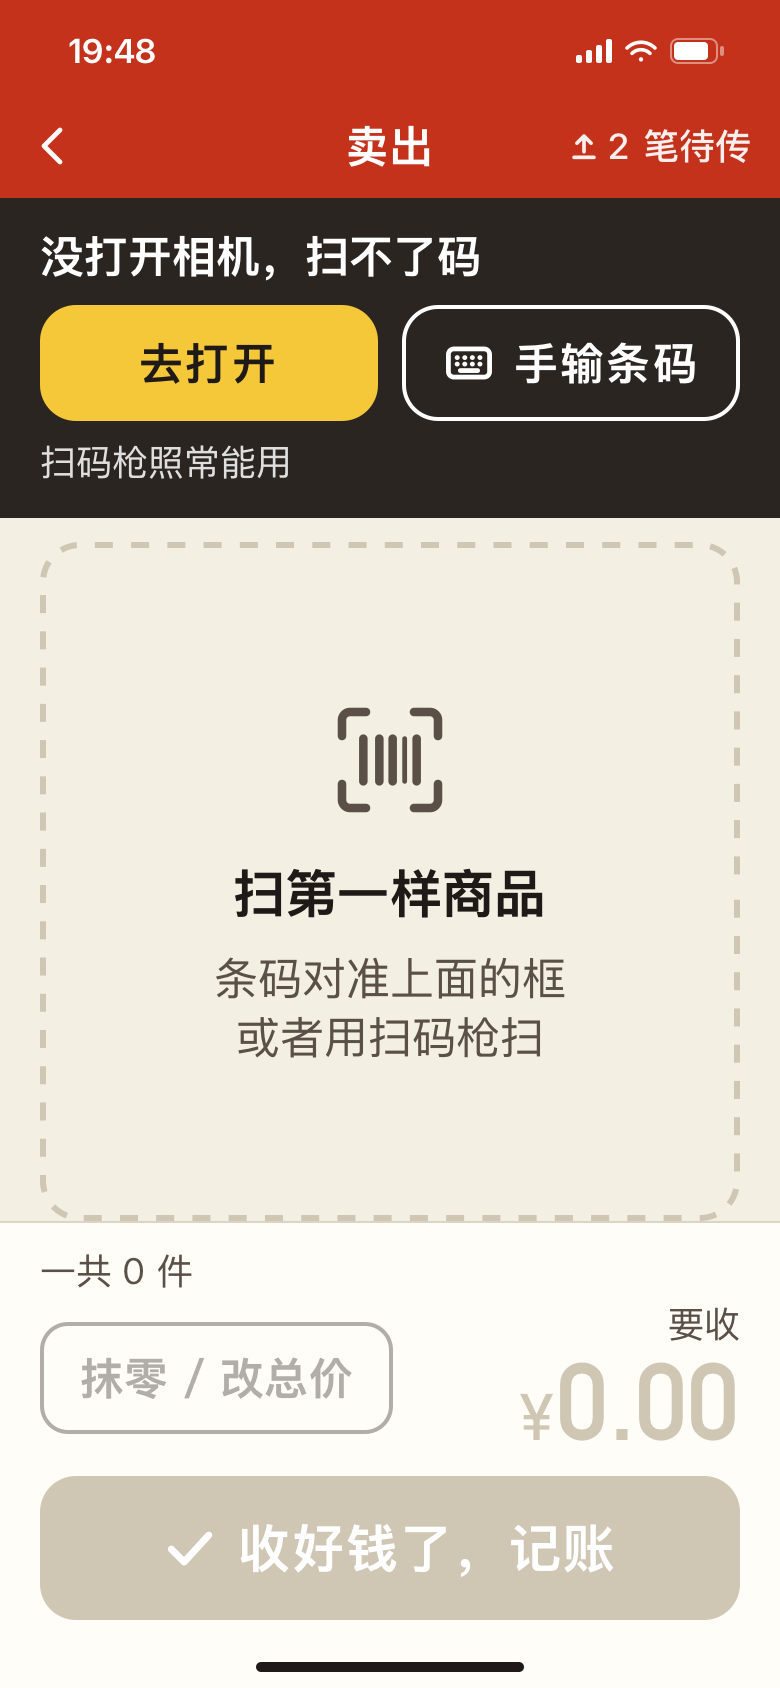 19:48
卖出
2 笔待传
没打开相机，扫不了码
去打开
手输条码
扫码枪照常能用
扫第一样商品
条码对准上面的框
或者用扫码枪扫
一共 0 件
要收
抹零 / 改总价
¥0.00
收好钱了，记账